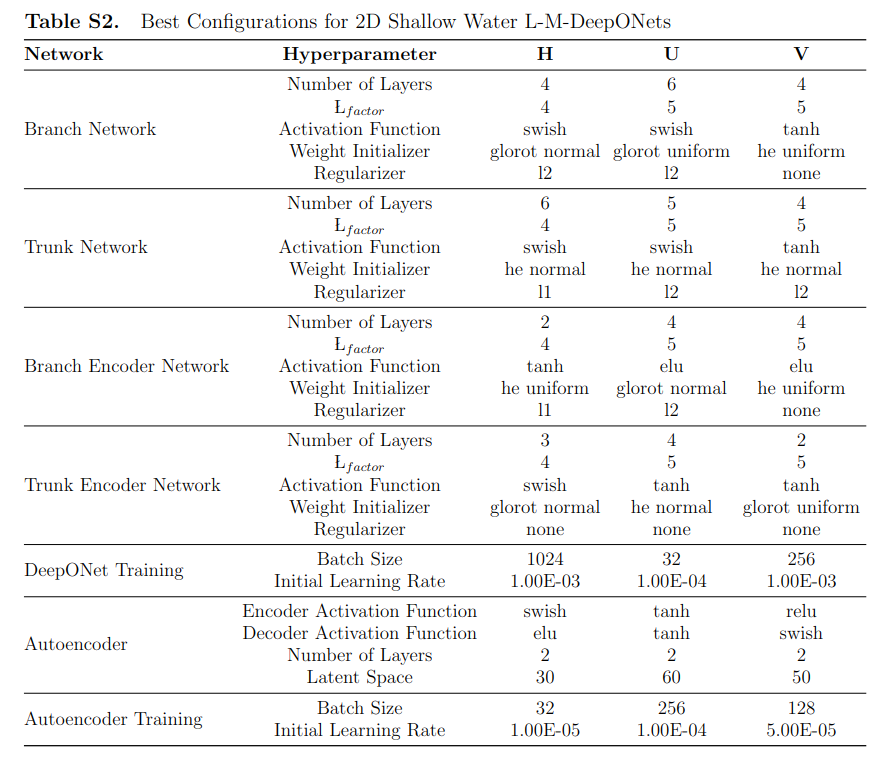 Table S2. Best Configurations for 2D Shallow Water L-M-DeepONets
Network Hyperparameter H U V
Number of Layers 4 6 4
Ł_factor 4 5 5
Branch Network Activation Function swish swish tanh
Weight Initializer glorot normal glorot uniform he uniform
Regularizer l2 l2 none
Number of Layers 6 5 4
Ł_factor 4 5 5
Trunk Network Activation Function swish swish tanh
Weight Initializer he normal he normal he normal
Regularizer l1 l2 l2
Number of Layers 2 4 4
Ł_factor 4 5 5
Branch Encoder Network Activation Function tanh elu elu
Weight Initializer he uniform glorot normal he uniform
Regularizer l1 l2 none
Number of Layers 3 4 2
Ł_factor 4 5 5
Trunk Encoder Network Activation Function swish tanh tanh
Weight Initializer glorot normal he normal glorot uniform
Regularizer none none none
DeepONet Training
Batch Size 1024 32 256
Initial Learning Rate 1.00E-03 1.00E-04 1.00E-03
Encoder Activation Function swish tanh relu
Decoder Activation Function elu tanh swish
Autoencoder
Number of Layers 2 2 2
Latent Space 30 60 50
Autoencoder Training
Batch Size 32 256 128
Initial Learning Rate 1.00E-05 1.00E-04 5.00E-05